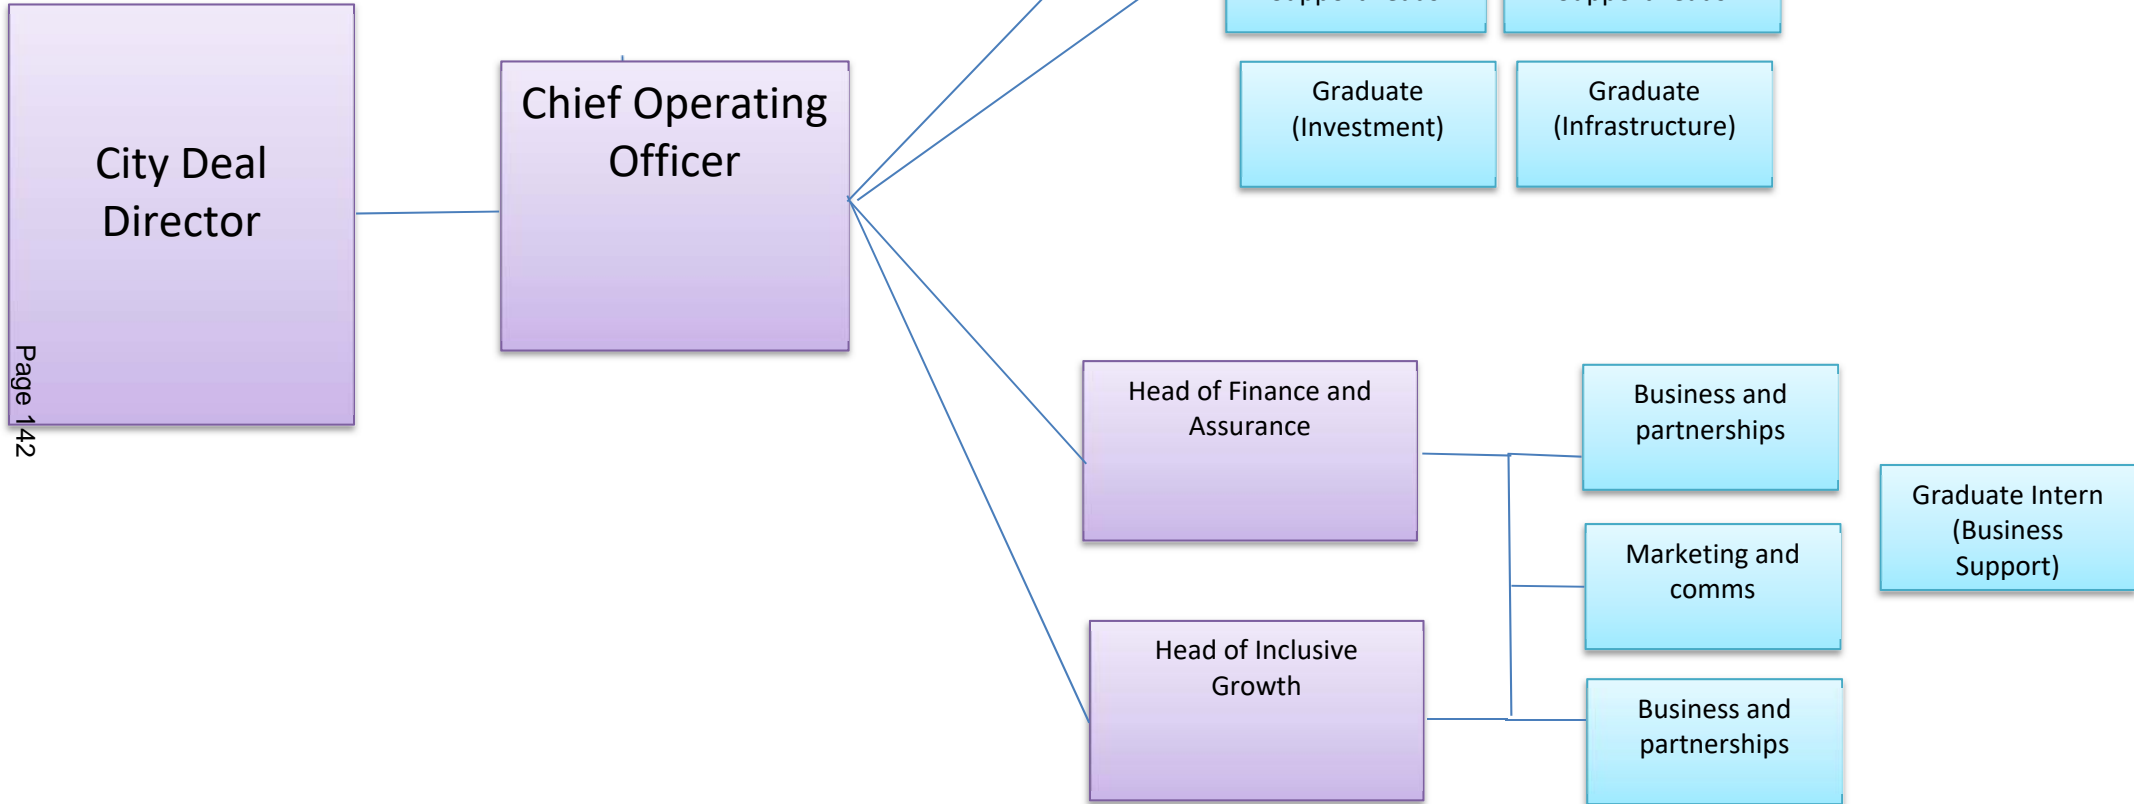 City Deal
Director
Chief Operating
Officer
Graduate
(Investment)
Graduate
(Infrastructure)
Head of Finance and
Assurance
Business and
partnerships
Graduate Intern
(Business
Support)
Marketing and
comms
Head of Inclusive
Growth
Business and
partnerships
Page 142